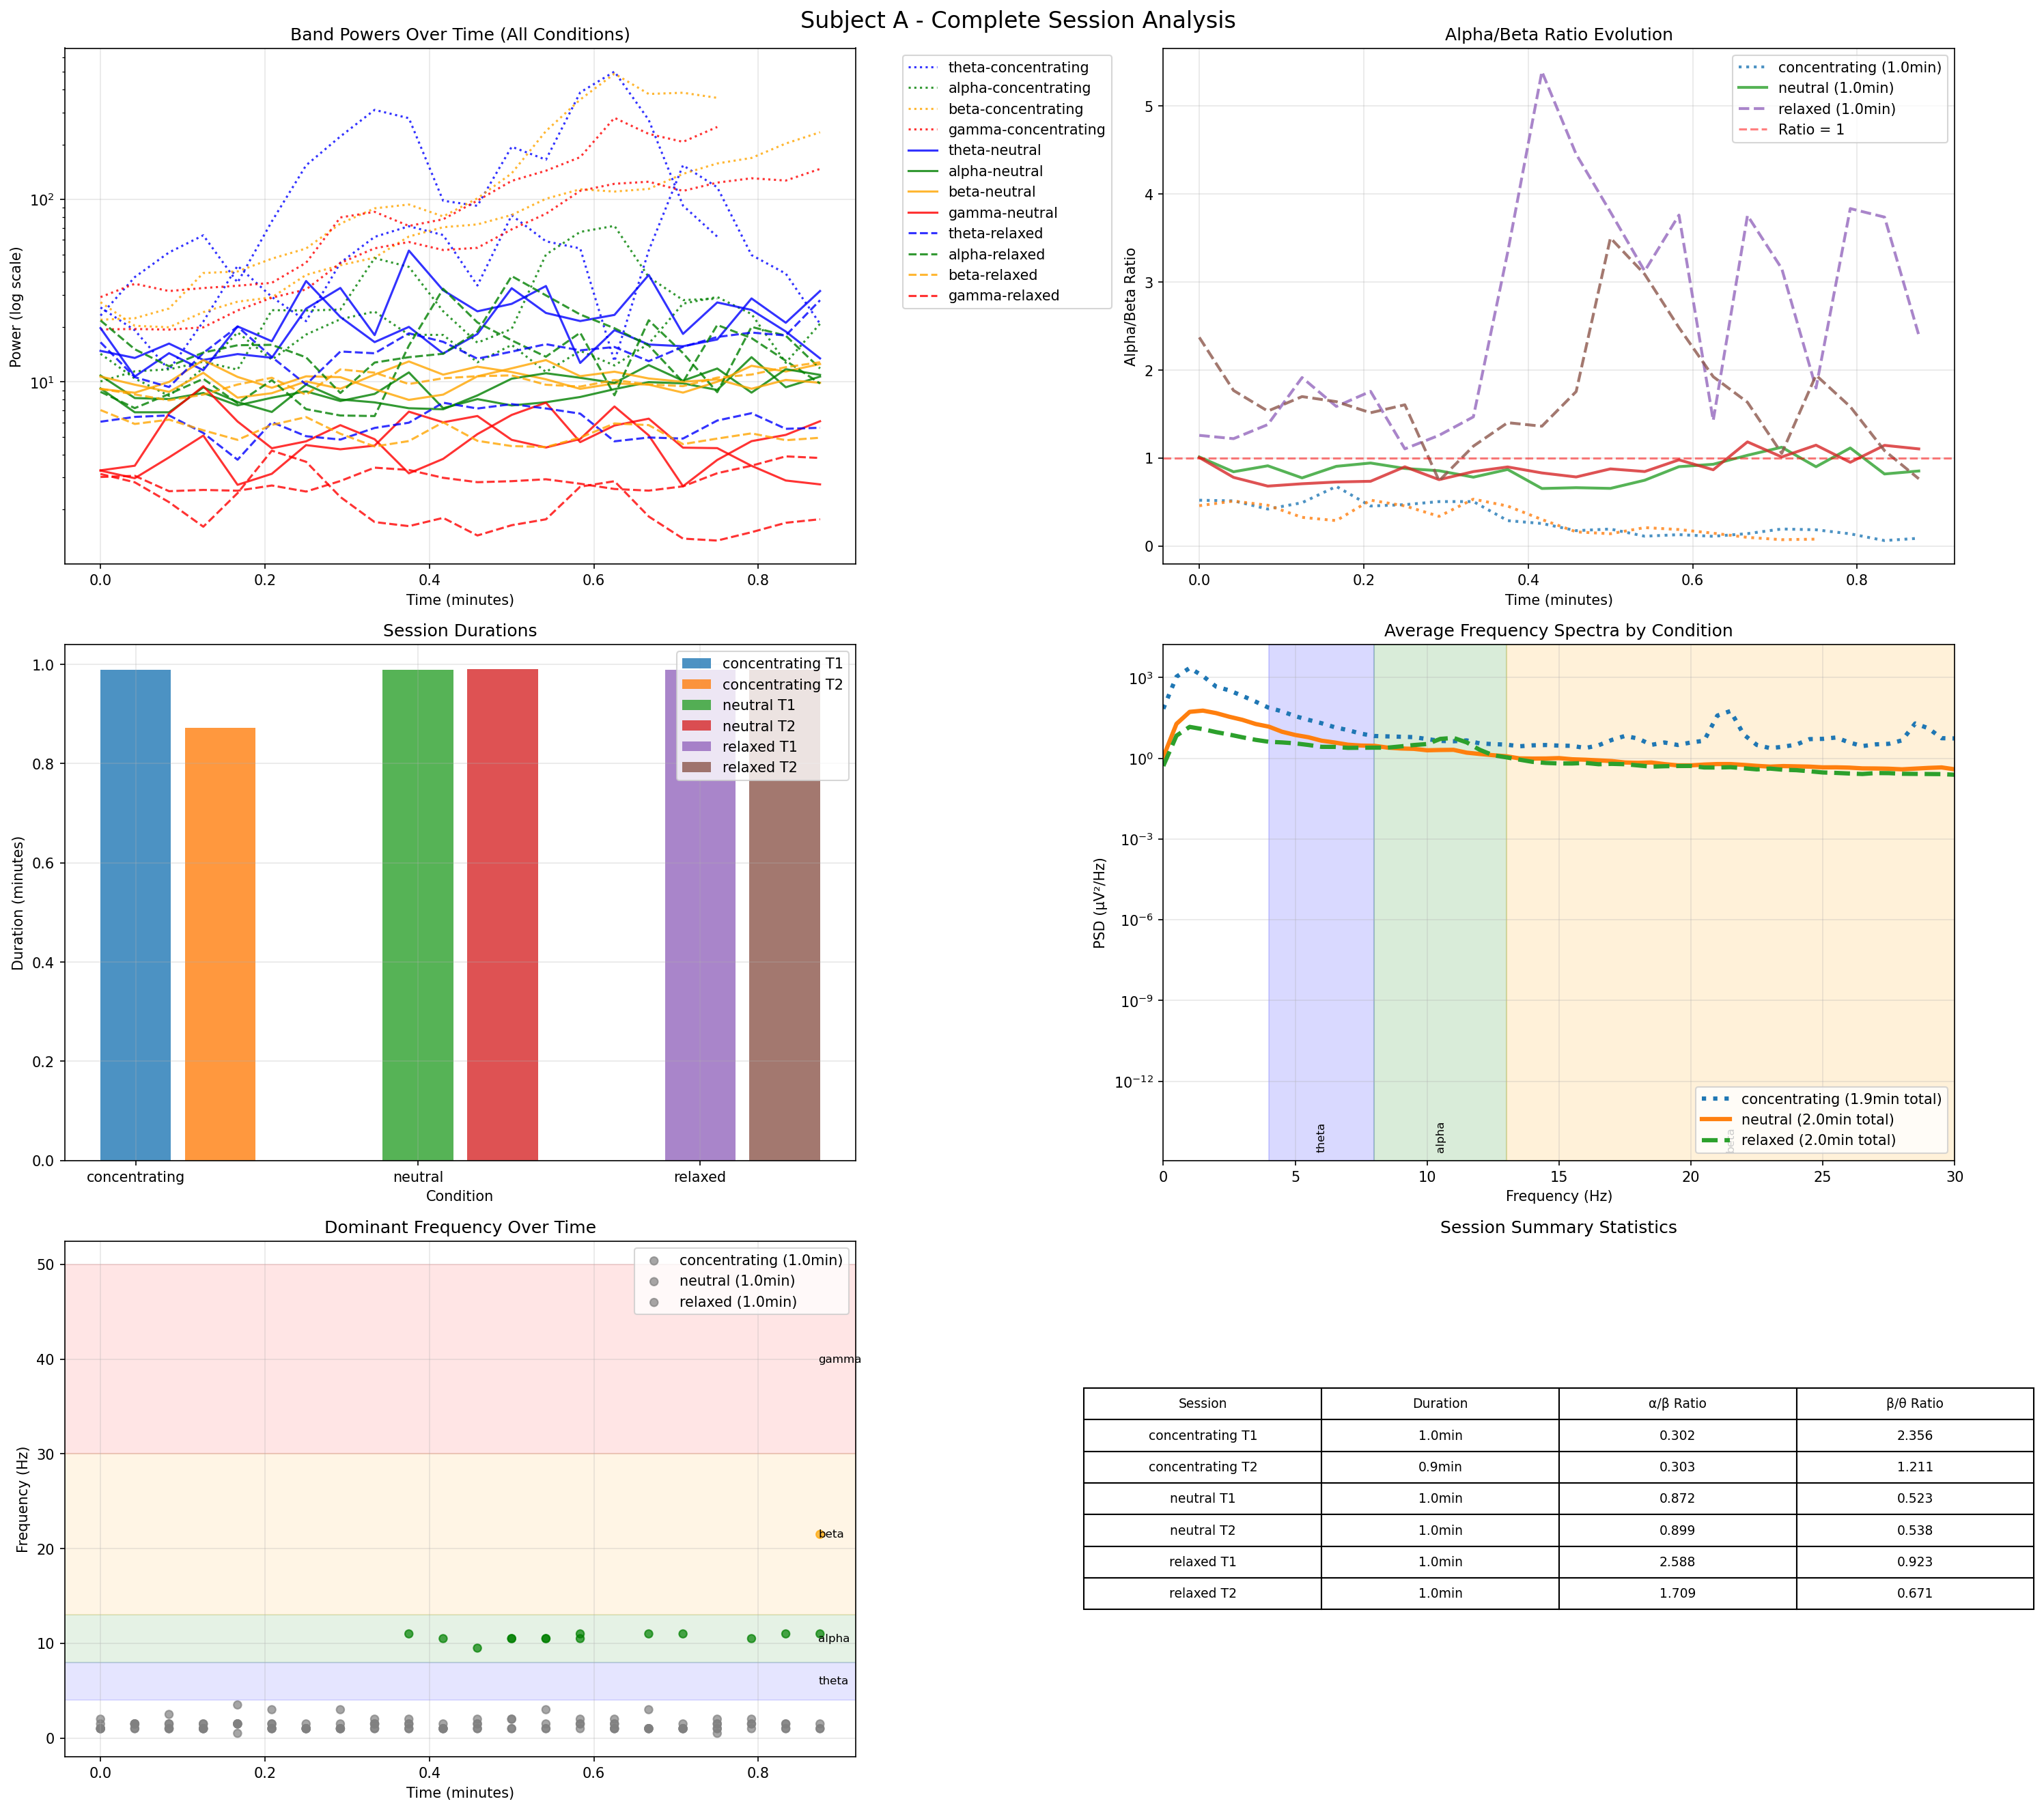 Subject A - Complete Session Analysis
Band Powers Over Time (All Conditions)
Power (log scale)
10²
10¹
0.0 0.2 0.4 0.6 0.8
Time (minutes)
theta-concentrating
alpha-concentrating
beta-concentrating
gamma-concentrating
theta-neutral
alpha-neutral
beta-neutral
gamma-neutral
theta-relaxed
alpha-relaxed
beta-relaxed
gamma-relaxed
Alpha/Beta Ratio Evolution
Alpha/Beta Ratio
5
4
3
2
1
0
concentrating (1.0min)
neutral (1.0min)
relaxed (1.0min)
Ratio = 1
0.0 0.2 0.4 0.6 0.8
Time (minutes)
Session Durations
Duration (minutes)
1.0
0.8
0.6
0.4
0.2
0.0
concentrating T1
concentrating T2
neutral T1
neutral T2
relaxed T1
relaxed T2
concentrating neutral relaxed
Condition
Average Frequency Spectra by Condition
PSD (µV²/Hz)
10³
10⁰
10⁻³
10⁻⁶
10⁻⁹
10⁻¹²
theta
alpha
beta
concentrating (1.9min total)
neutral (2.0min total)
relaxed (2.0min total)
0 5 10 15 20 25 30
Frequency (Hz)
Dominant Frequency Over Time
Frequency (Hz)
50
40
30
20
10
0
concentrating (1.0min)
neutral (1.0min)
relaxed (1.0min)
gamma
beta
alpha
theta
0.0 0.2 0.4 0.6 0.8
Time (minutes)
Session Summary Statistics
Session Duration α/β Ratio β/θ Ratio
concentrating T1 1.0min 0.302 2.356
concentrating T2 0.9min 0.303 1.211
neutral T1 1.0min 0.872 0.523
neutral T2 1.0min 0.899 0.538
relaxed T1 1.0min 2.588 0.923
relaxed T2 1.0min 1.709 0.671